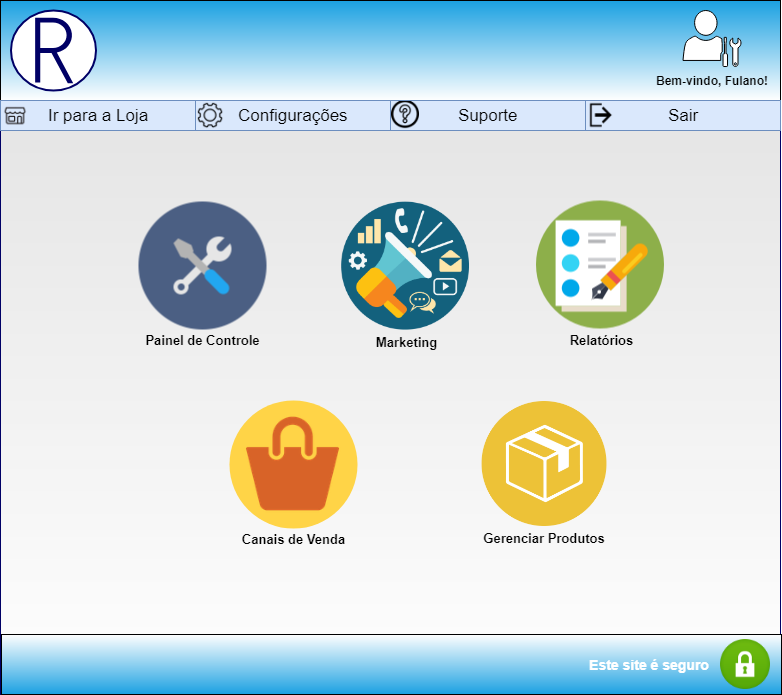 R
Bem-vindo, Fulano!
Ir para a Loja
Configurações
Suporte
Sair
Painel de Controle
Marketing
Relatórios
Canais de Venda
Gerenciar Produtos
Este site é seguro